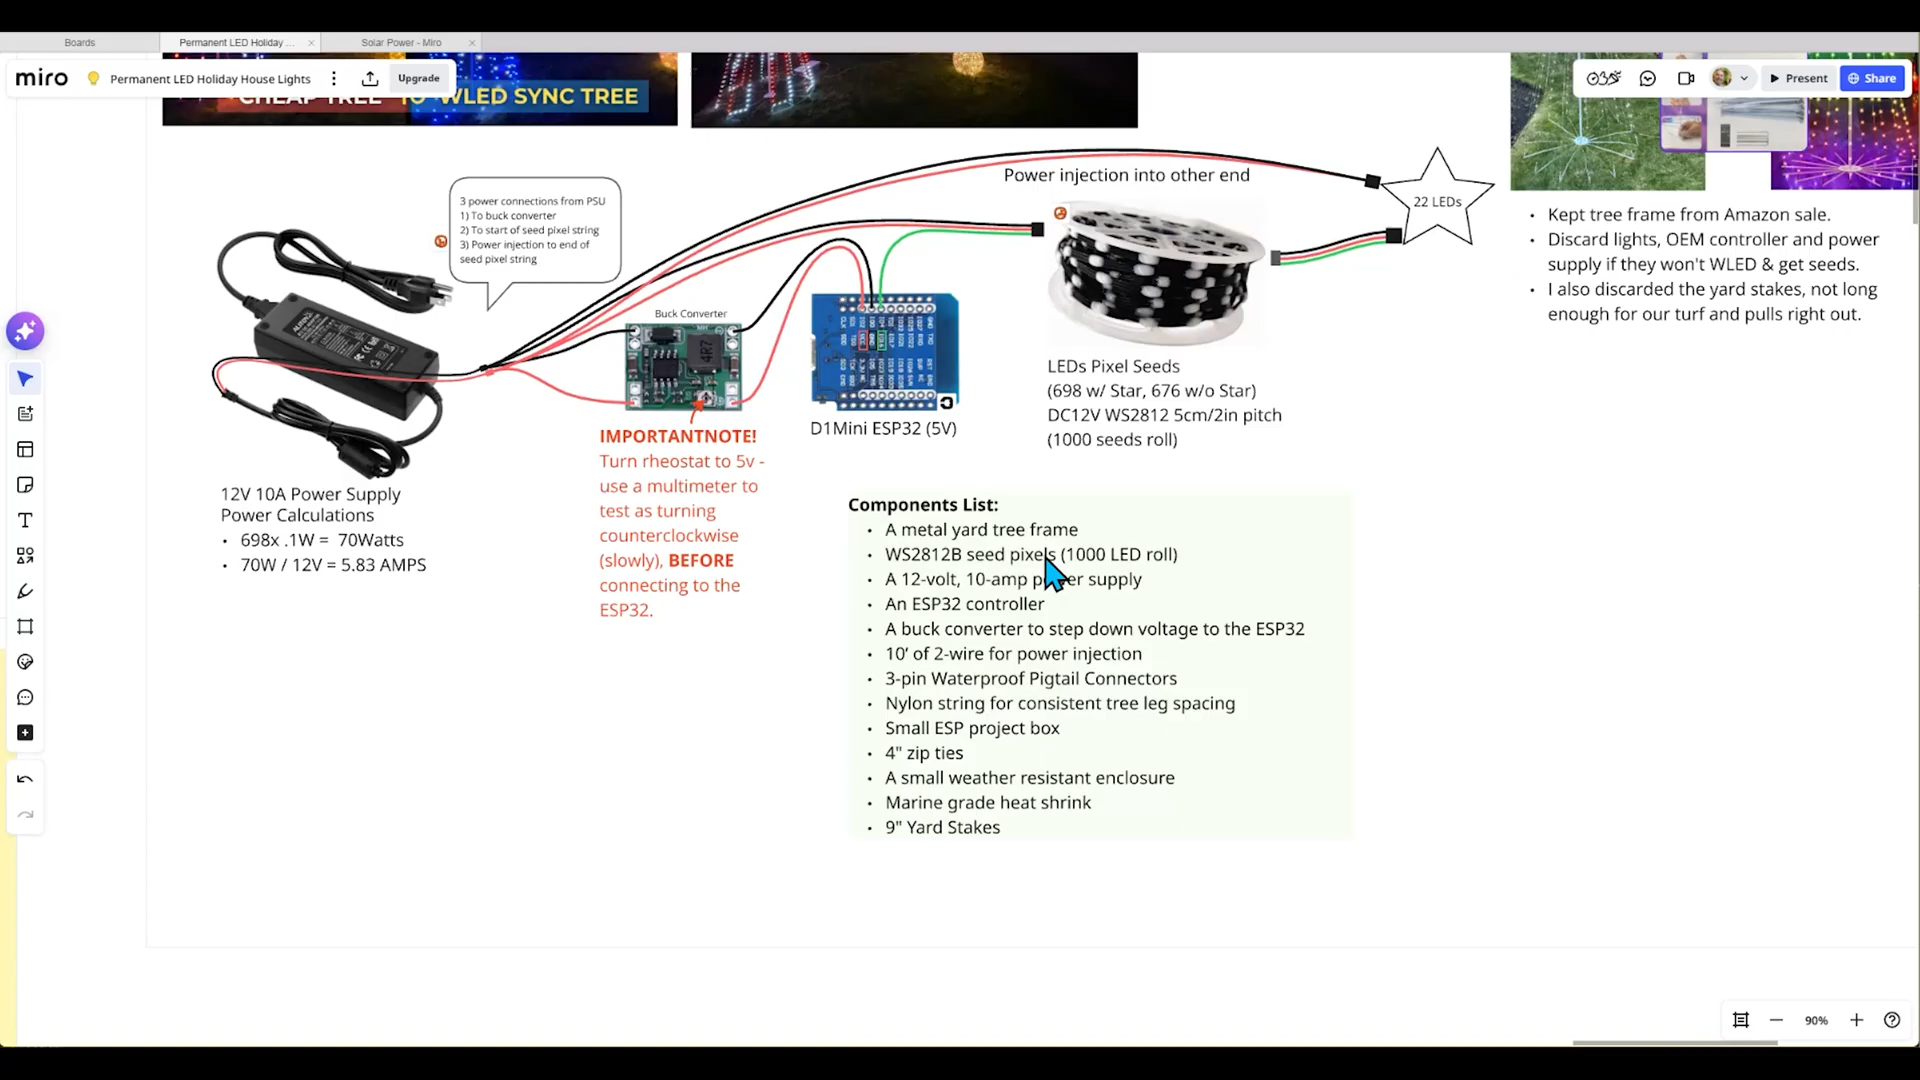 Boards
Permanent LED Holiday ...
Solar Power - Miro
miro
Permanent LED Holiday House Lights
Upgrade
Present
Share
CHEAP TREE TO WLED SYNC TREE
Power injection into other end
22 LEDs
3 power connections from PSU
1) To buck converter
2) To start of seed pixel string
3) Power injection to end of
seed pixel string
Kept tree frame from Amazon sale.
Discard lights, OEM controller and power
supply if they won't WLED & get seeds.
I also discarded the yard stakes, not long
enough for our turf and pulls right out.
Buck Converter
4R7
D1Mini ESP32 (5V)
LEDs Pixel Seeds
(698 w/ Star, 676 w/o Star)
DC12V WS2812 5cm/2in pitch
(1000 seeds roll)
IMPORTANTNOTE!
Turn rheostat to 5v -
use a multimeter to
test as turning
counterclockwise
(slowly), BEFORE
connecting to the
ESP32.
12V 10A Power Supply
Power Calculations
698x .1W = 70Watts
70W / 12V = 5.83 AMPS
Components List:
A metal yard tree frame
WS2812B seed pixels (1000 LED roll)
A 12-volt, 10-amp power supply
An ESP32 controller
A buck converter to step down voltage to the ESP32
10' of 2-wire for power injection
3-pin Waterproof Pigtail Connectors
Nylon string for consistent tree leg spacing
Small ESP project box
4" zip ties
A small weather resistant enclosure
Marine grade heat shrink
9" Yard Stakes
90%